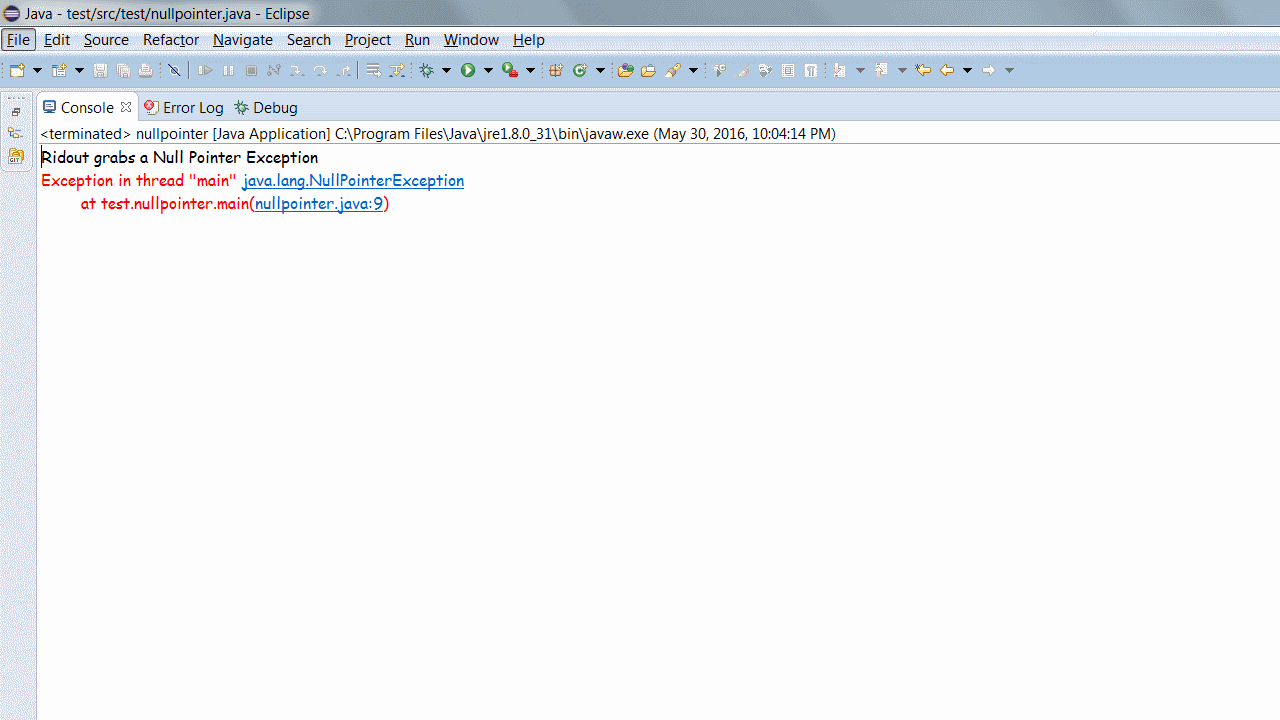 Java - test/src/test/nullpointer.java - Eclipse
File Edit Source Refactor Navigate Search Project Run Window Help
Console Error Log Debug
<terminated> nullpointer [Java Application] C:\Program Files\Java\jre1.8.0_31\bin\javaw.exe (May 30, 2016, 10:04:14 PM)
Ridout grabs a Null Pointer Exception
Exception in thread "main" java.lang.NullPointerException
at test.nullpointer.main(nullpointer.java:9)